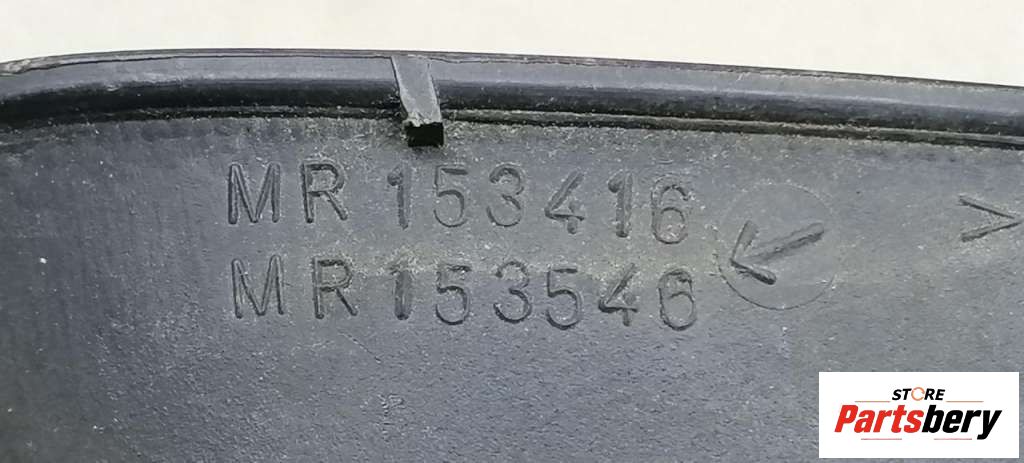 MR 153416
MR 153546
>
STORE
Partsbery